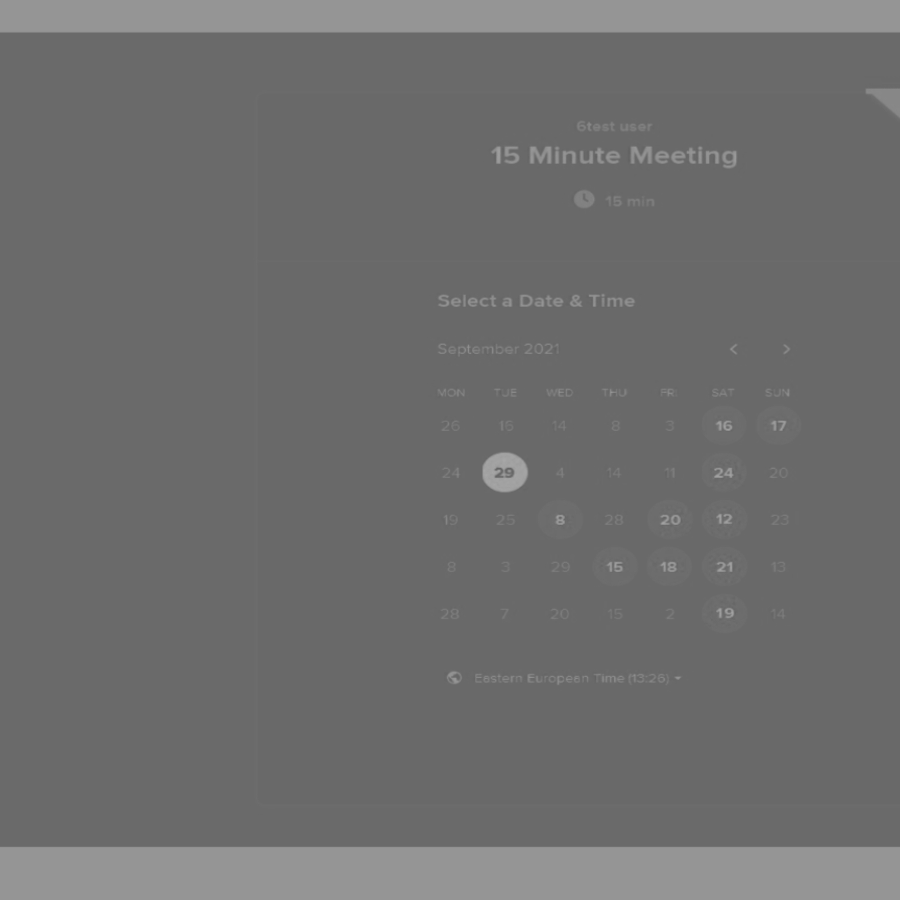 6test user
15 Minute Meeting
15 min
Select a Date & Time
September 2021
MON TUE WED THU FRI SAT SUN
26 15 14 8 3 16 17
24 29 4 14 11 24 20
19 25 8 28 20 12 23
8 3 29 15 18 21 13
28 7 20 15 2 19 14
Eastern European Time (13:26)